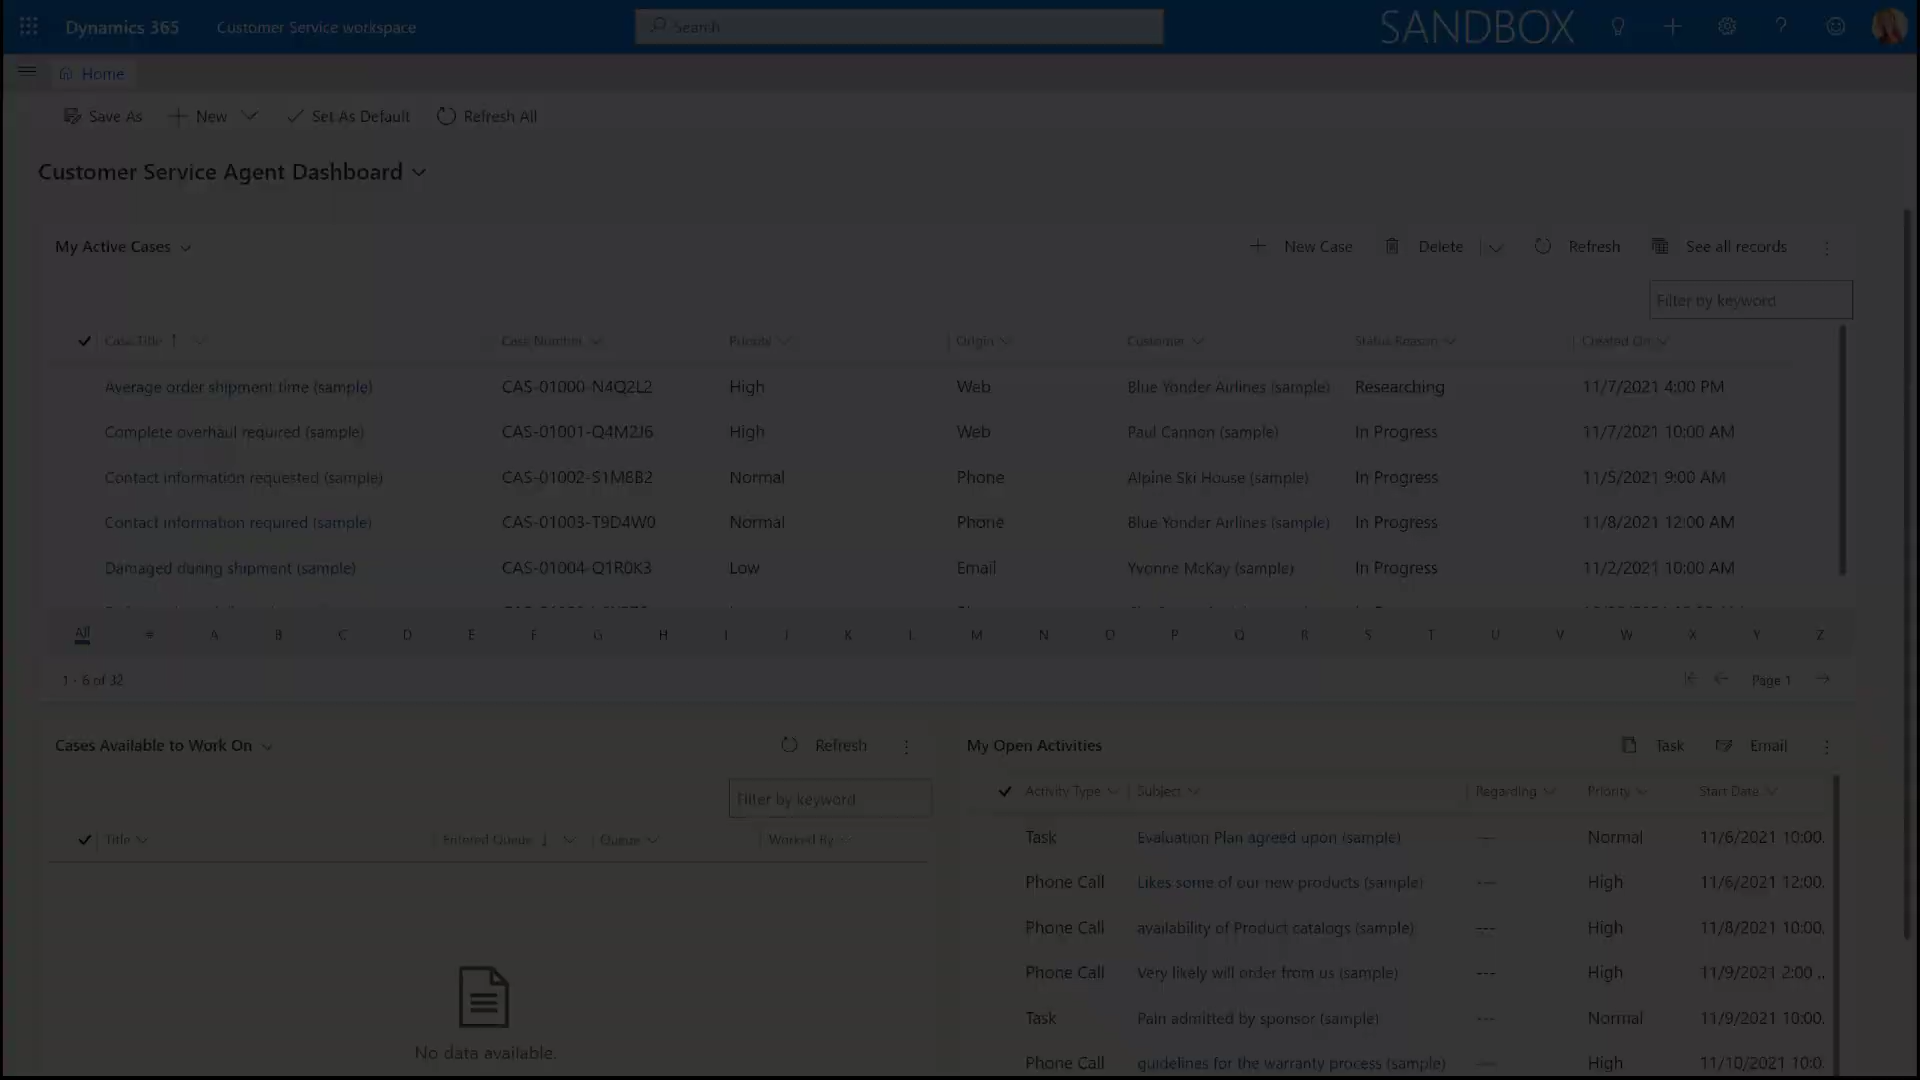 Dynamics 365 Customer Service workspace Search SANDBOX
Home
Save As New Set As Default Refresh All
Customer Service Agent Dashboard
My Active Cases New Case Delete Refresh See all records
Filter by keyword
Case Title Case Number Priority Origin Customer Status Reason Created On
Average order shipment time (sample) CAS-01000-N4Q2L2 High Web Blue Yonder Airlines (sample) Researching 11/7/2021 4:00 PM
Complete overhaul required (sample) CAS-01001-Q4M2J6 High Web Paul Cannon (sample) In Progress 11/7/2021 10:00 AM
Contact information requested (sample) CAS-01002-S1M8B2 Normal Phone Alpine Ski House (sample) In Progress 11/5/2021 9:00 AM
Contact information required (sample) CAS-01003-T9D4W0 Normal Phone Blue Yonder Airlines (sample) In Progress 11/8/2021 12:00 AM
Damaged during shipment (sample) CAS-01004-Q1R0K3 Low Email Yvonne McKay (sample) In Progress 11/2/2021 10:00 AM
All # A B C D E F G H I J K L M N O P Q R S T U V W X Y Z
1 - 6 of 32 Page 1
Cases Available to Work On Refresh
Filter by keyword
Title Entered Queue Queue Worked By
No data available.
My Open Activities Task Email
Activity Type Subject Regarding Priority Start Date
Task Evaluation Plan agreed upon (sample) --- Normal 11/6/2021 10:00.
Phone Call Likes some of our new products (sample) --- High 11/6/2021 12:00.
Phone Call availability of Product catalogs (sample) --- High 11/8/2021 10:00.
Phone Call Very likely will order from us (sample) --- High 11/9/2021 2:00 ..
Task Pain admitted by sponsor (sample) --- Normal 11/9/2021 10:00.
Phone Call guidelines for the warranty process (sample) --- High 11/10/2021 10:0.